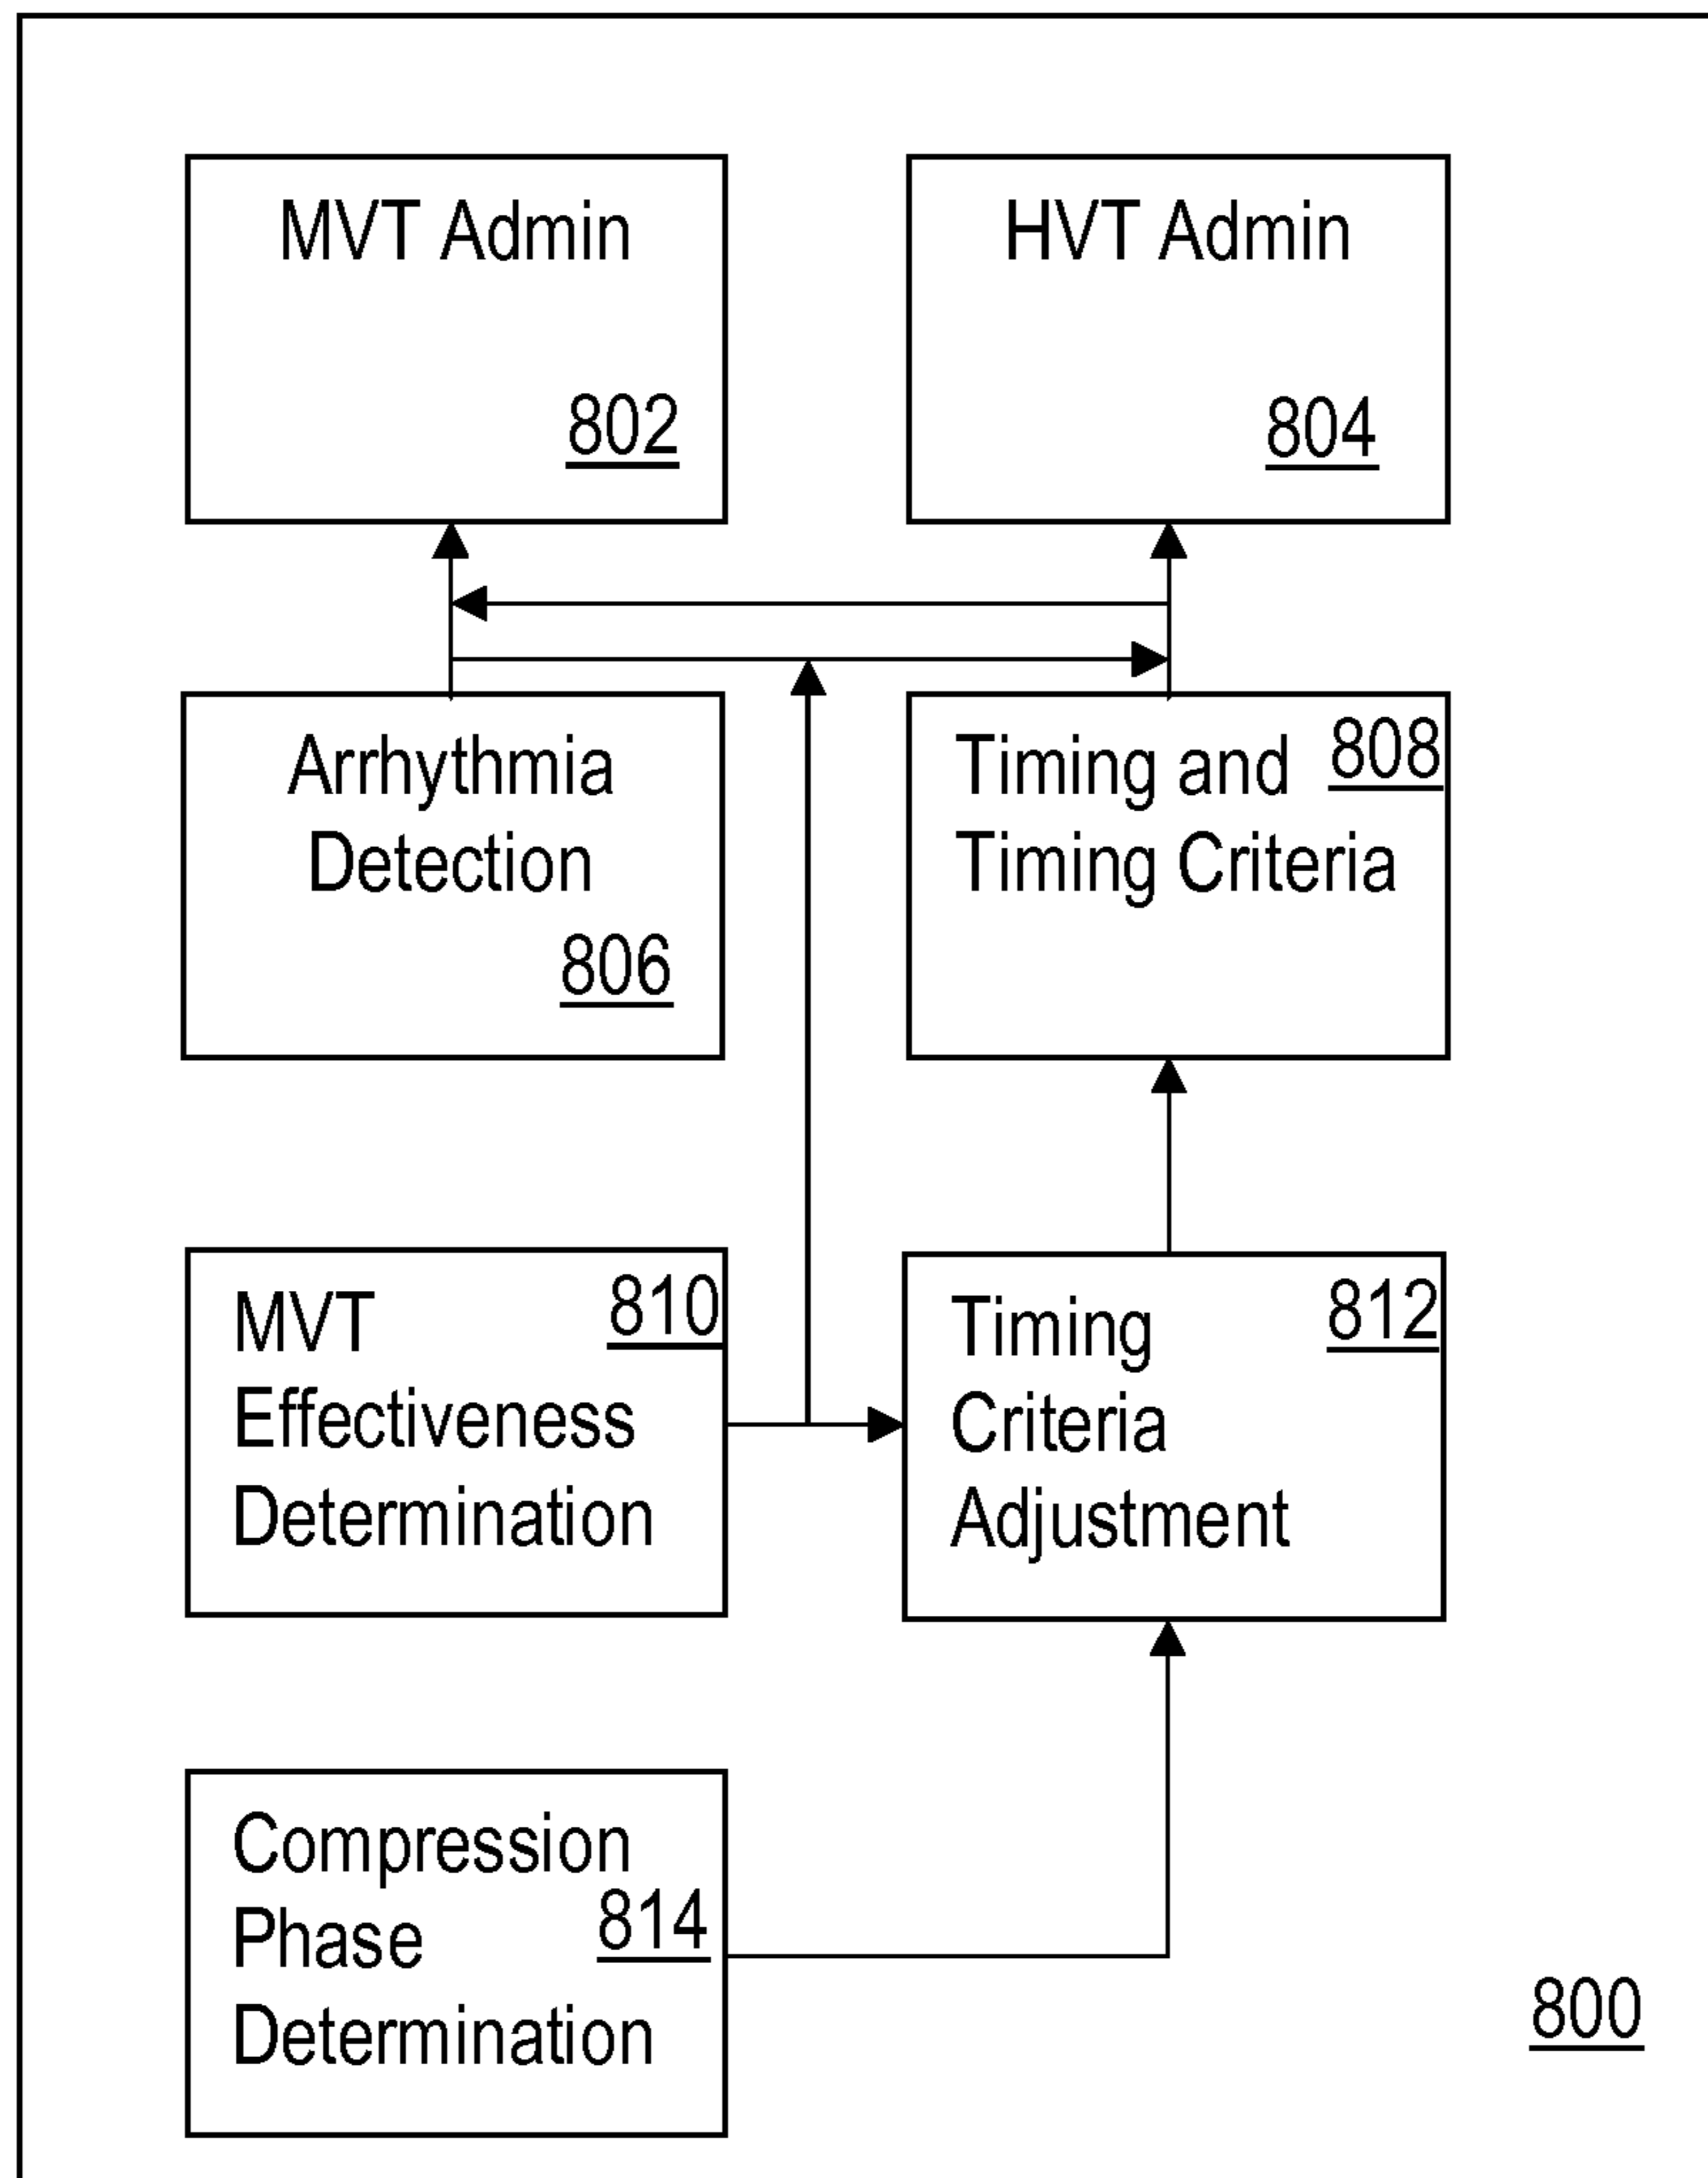 MVT Admin
802
HVT Admin
804
Arrhythmia
Detection
806
Timing and 808
Timing Criteria
MVT 810
Effectiveness
Determination
Timing 812
Criteria
Adjustment
Compression
Phase 814
Determination
800